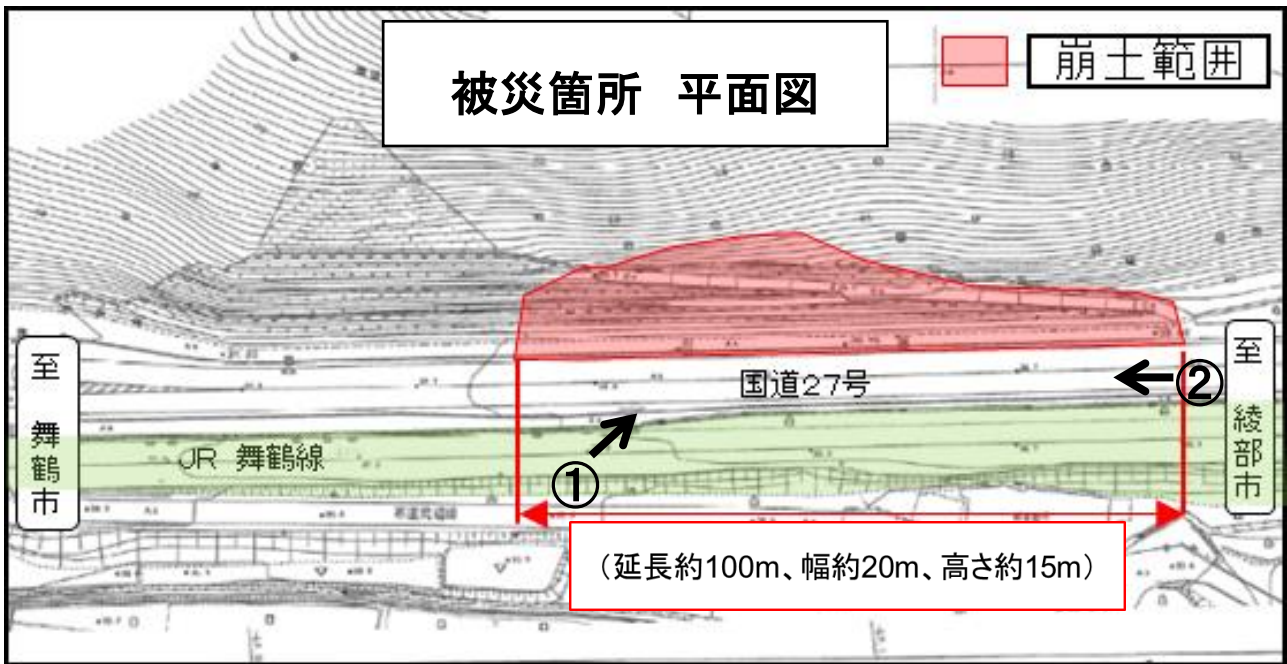 被災箇所 平面図
崩土範囲
至 舞鶴市
国道27号
②
至 綾部市
JR 舞鶴線
①
(延長約100m、幅約20m、高さ約15m)